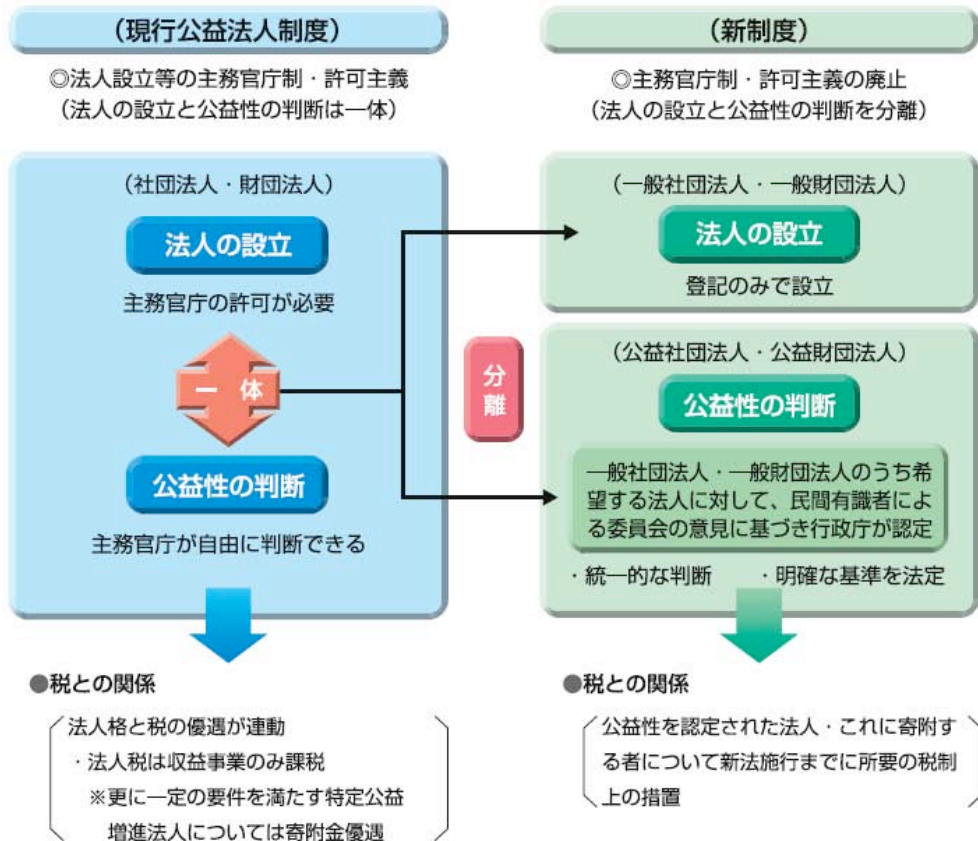 (現行公益法人制度)
◎法人設立等の主務官庁制・許可主義
(法人の設立と公益性の判断は一体)
(社団法人・財団法人)
法人の設立
主務官庁の許可が必要
一 体
公益性の判断
主務官庁が自由に判断できる
●税との関係
法人格と税の優遇が連動
・法人税は収益事業のみ課税
※更に一定の要件を満たす特定公益
増進法人については寄附金優遇
分
離
(新制度)
◎主務官庁制・許可主義の廃止
(法人の設立と公益性の判断を分離)
(一般社団法人・一般財団法人)
法人の設立
登記のみで設立
(公益社団法人・公益財団法人)
公益性の判断
一般社団法人・一般財団法人のうち希
望する法人に対して、民間有識者によ
る委員会の意見に基づき行政庁が認定
・統一的な判断 ・明確な基準を法定
●税との関係
公益性を認定された法人・これに寄附す
る者について新法施行までに所要の税制
上の措置